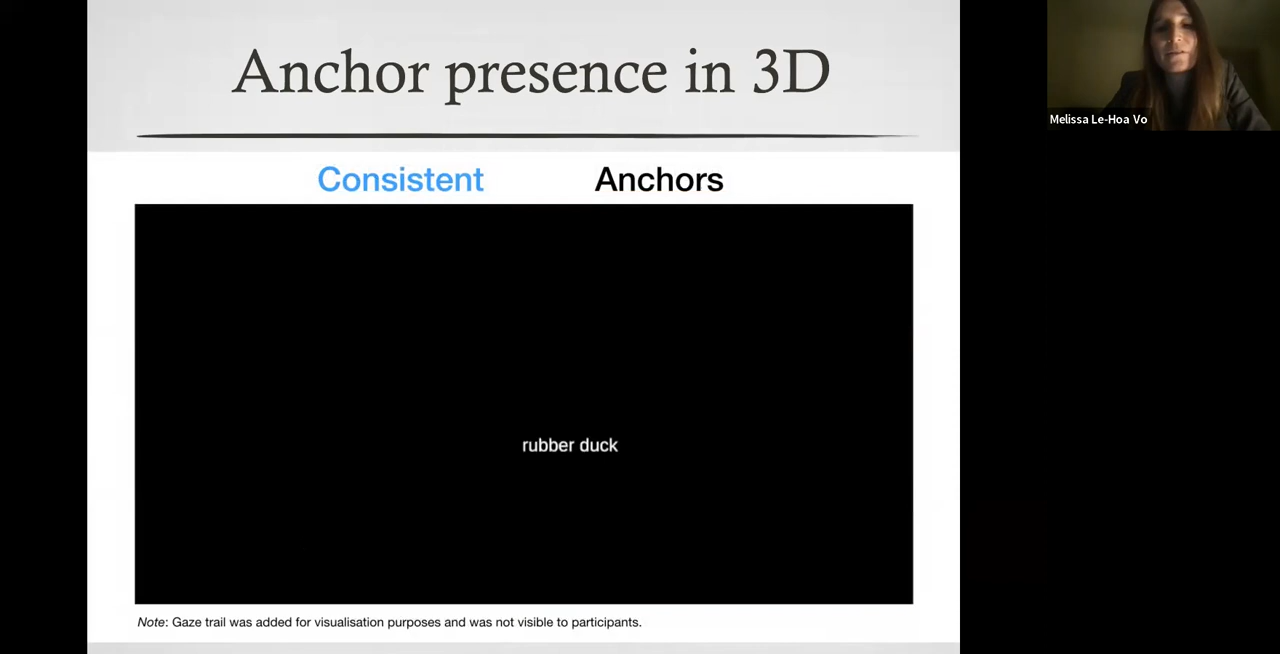 Anchor presence in 3D
Melissa Le-Hoa Vo
Consistent Anchors
rubber duck
Note: Gaze trail was added for visualisation purposes and was not visible to participants.